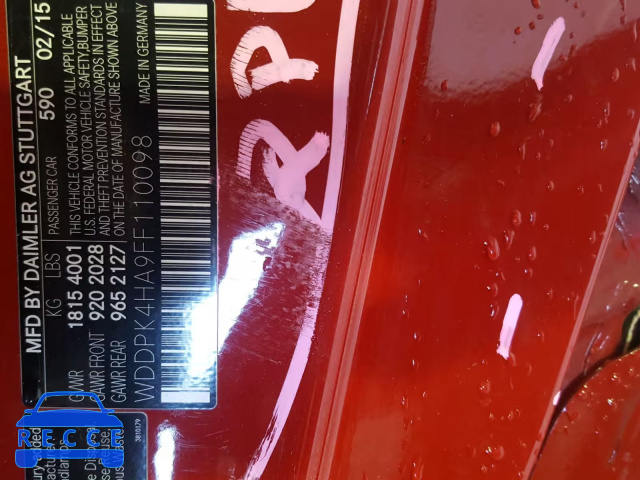 MFD BY DAIMLER AG STUTTGART
KG LBS PASSENGER CAR 590 02/15
GVWR 1815 4001 THIS VEHICLE CONFORMS TO ALL APPLICABLE
GAWR FRONT 920 2028 U.S. FEDERAL MOTOR VEHICLE SAFETY,BUMPER
AND THEFT PREVENTION STANDARDS IN EFFECT
GAWR REAR 965 2127 ON THE DATE OF MANUFACTURE SHOWN ABOVE
WDDPK4HA9FF110098 MADE IN GERMANY
381079
RPO